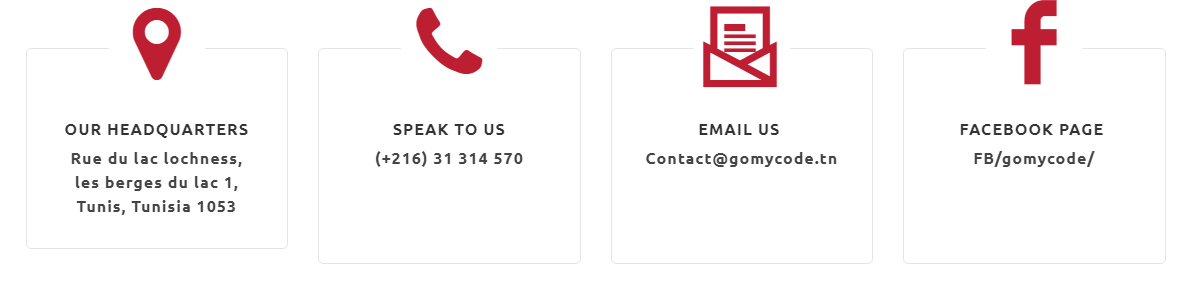 OUR HEADQUARTERS
Rue du lac lochness,
les berges du lac 1,
Tunis, Tunisia 1053
SPEAK TO US
(+216) 31 314 570
EMAIL US
Contact@gomycode.tn
FACEBOOK PAGE
FB/gomycode/